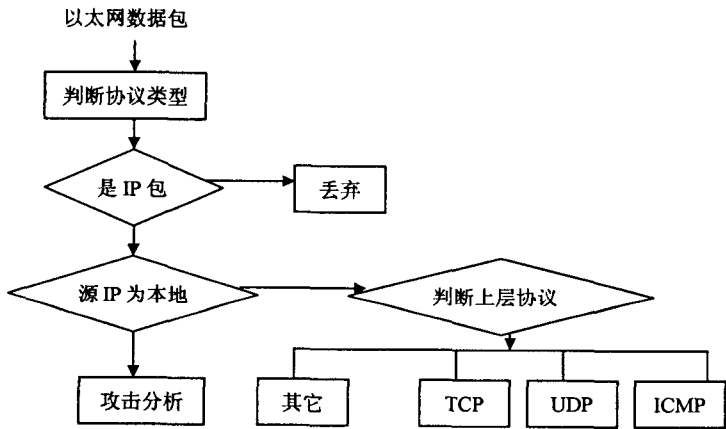 以太网数据包
判断协议类型
是 IP 包
丢弃
源 IP 为本地
判断上层协议
攻击分析
其它
TCP
UDP
ICMP